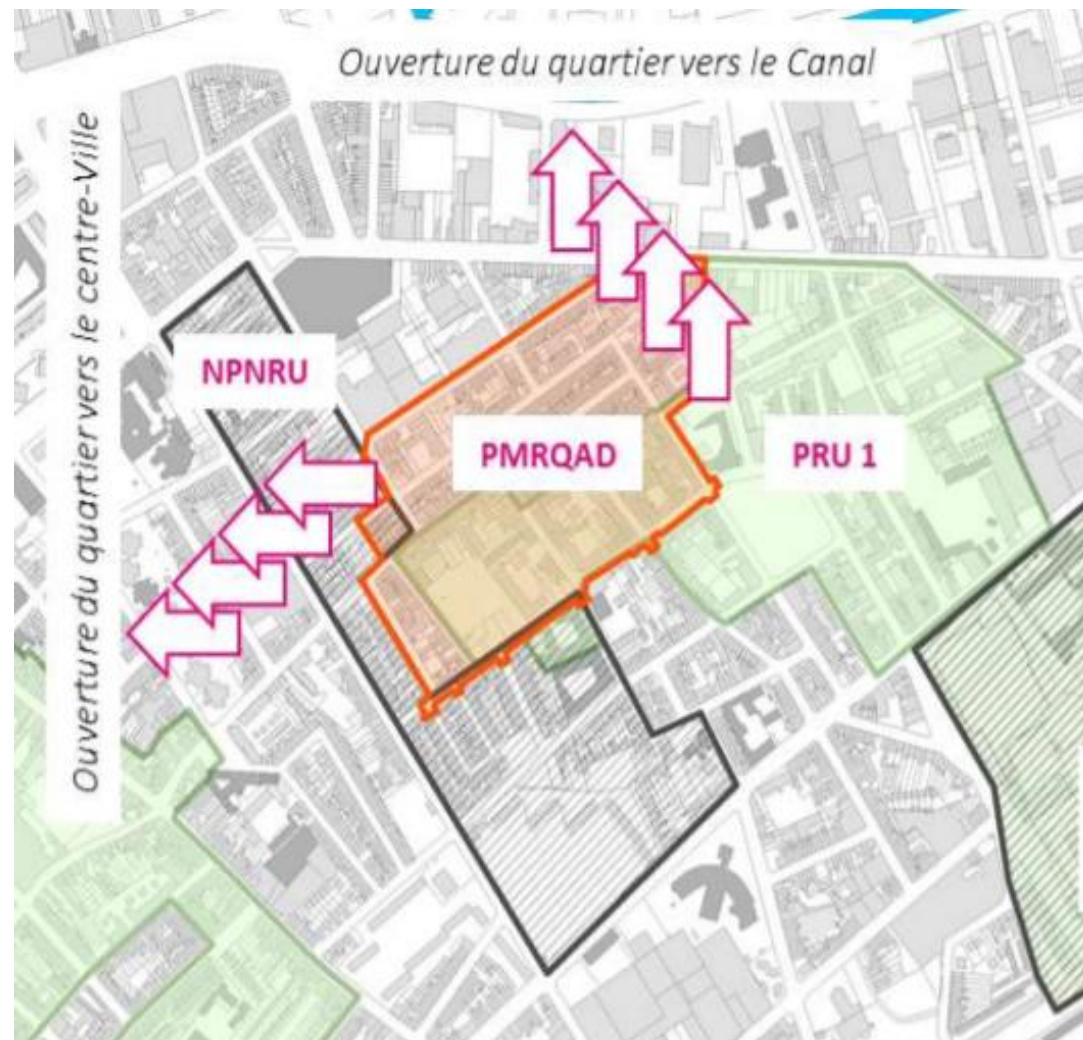 Ouverture du quartier vers le Canal
Ouverture du quartier vers le centre-Ville
NPNRU
PMRQAD
PRU 1